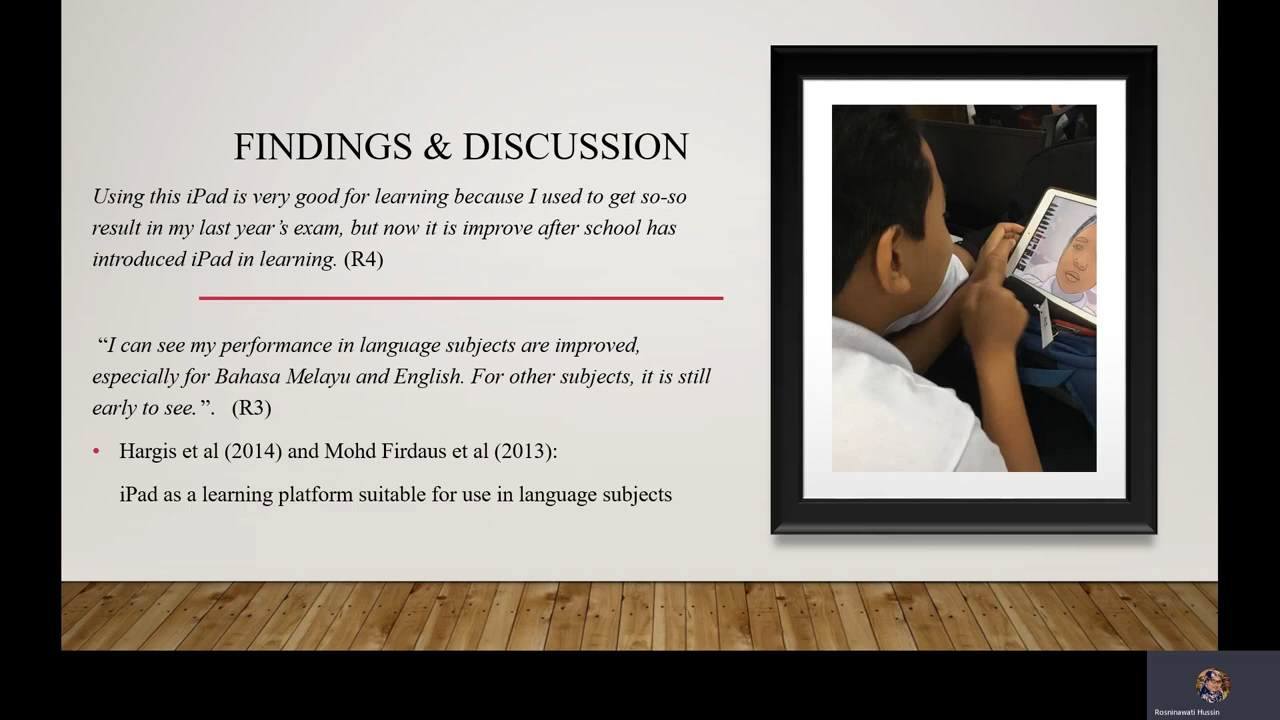 FINDINGS & DISCUSSION
Using this iPad is very good for learning because I used to get so-so
result in my last year’s exam, but now it is improve after school has
introduced iPad in learning. (R4)
“I can see my performance in language subjects are improved,
especially for Bahasa Melayu and English. For other subjects, it is still
early to see.”. (R3)
• Hargis et al (2014) and Mohd Firdaus et al (2013):
iPad as a learning platform suitable for use in language subjects
Rosninawati Hussin